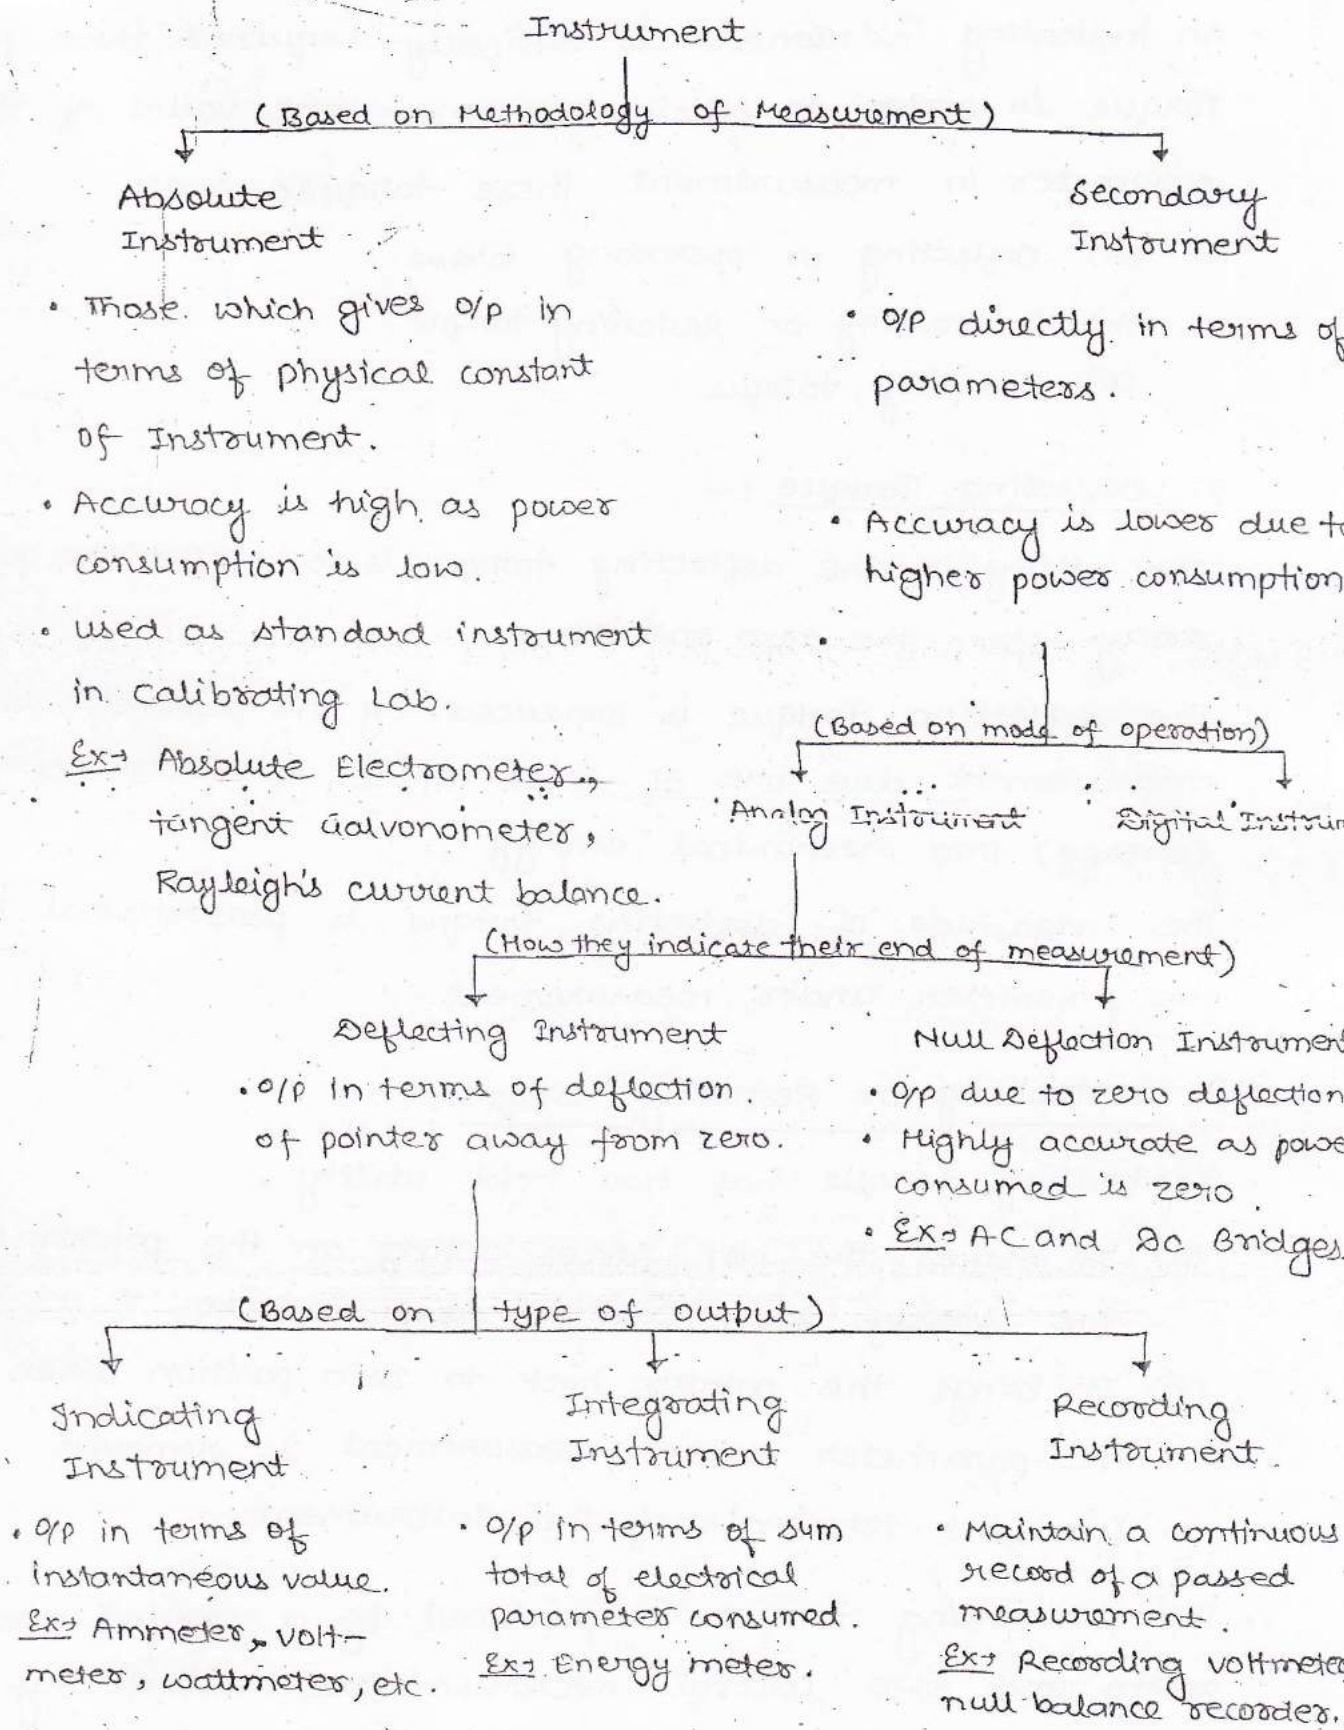 Instrument
(Based on Methodology of Measurement)
Absolute
Instrument
• Those which gives O/P in
terms of physical constant
of Instrument.
• Accuracy is high as power
consumption is low.
• used as standard instrument
in Calibrating Lab.
Ex→ Absolute Electrometer,
tangent Galvonometer,
Rayleigh's current balance.
Secondary
Instrument
• O/P directly in terms of
parameters.
• Accuracy is lower due to
higher power consumption
•
(Based on mode of operation)
Analog Instrument
Digital Instrum
(How they indicate their end of measurement)
Deflecting Instrument
• O/P in terms of deflection
of pointer away from zero.
Null Deflection Instrument
• O/P due to zero deflection
• Highly accurate as powe
consumed is zero
• Ex→ AC and DC Bridges.
(Based on type of output)
Indicating
Instrument
• O/P in terms of
instantaneous value.
Ex→ Ammeter, volt-
meter, wattmeter, etc.
Integrating
Instrument
• O/P in terms of sum
total of electrical
parameter consumed.
Ex→ Energy meter.
Recording
Instrument
• Maintain a continuous
record of a passed
measurement.
Ex→ Recording voltmete
null balance recorder.